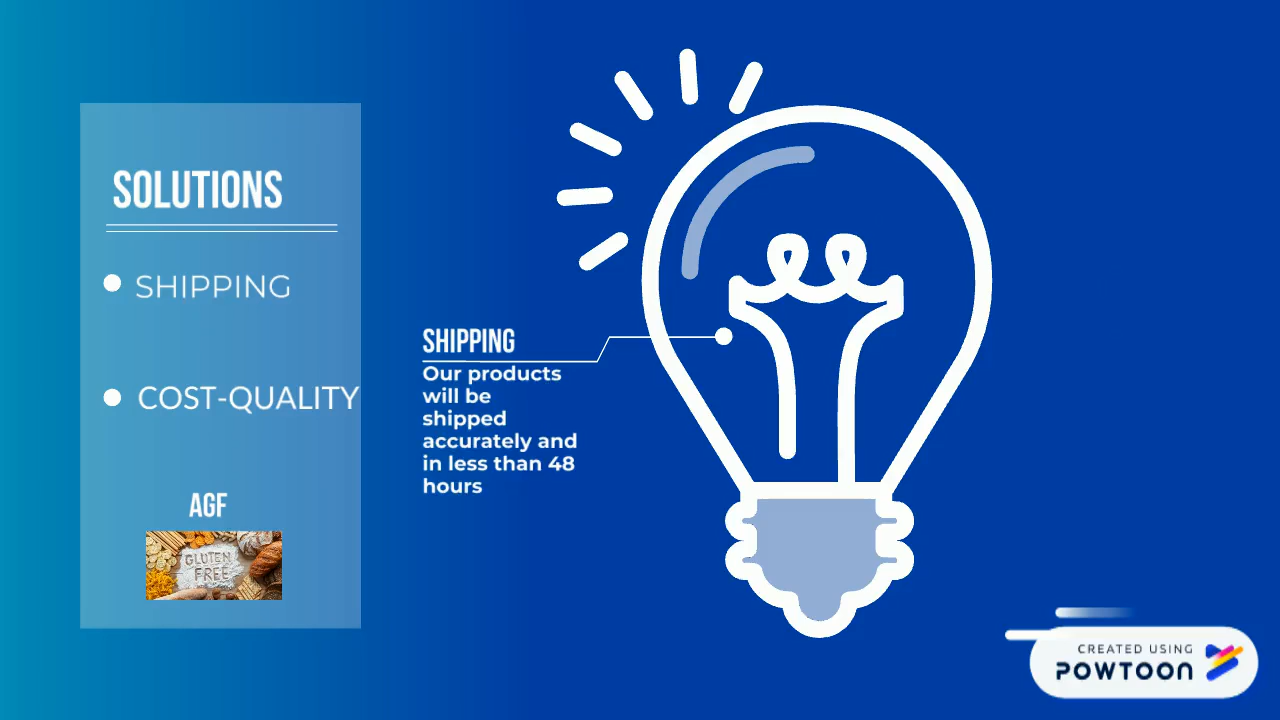 SOLUTIONS
SHIPPING
COST-QUALITY
AGF
GLUTEN
FREE
SHIPPING
Our products
will be
shipped
accurately and
in less than 48
hours
CREATED USING
POWTOON